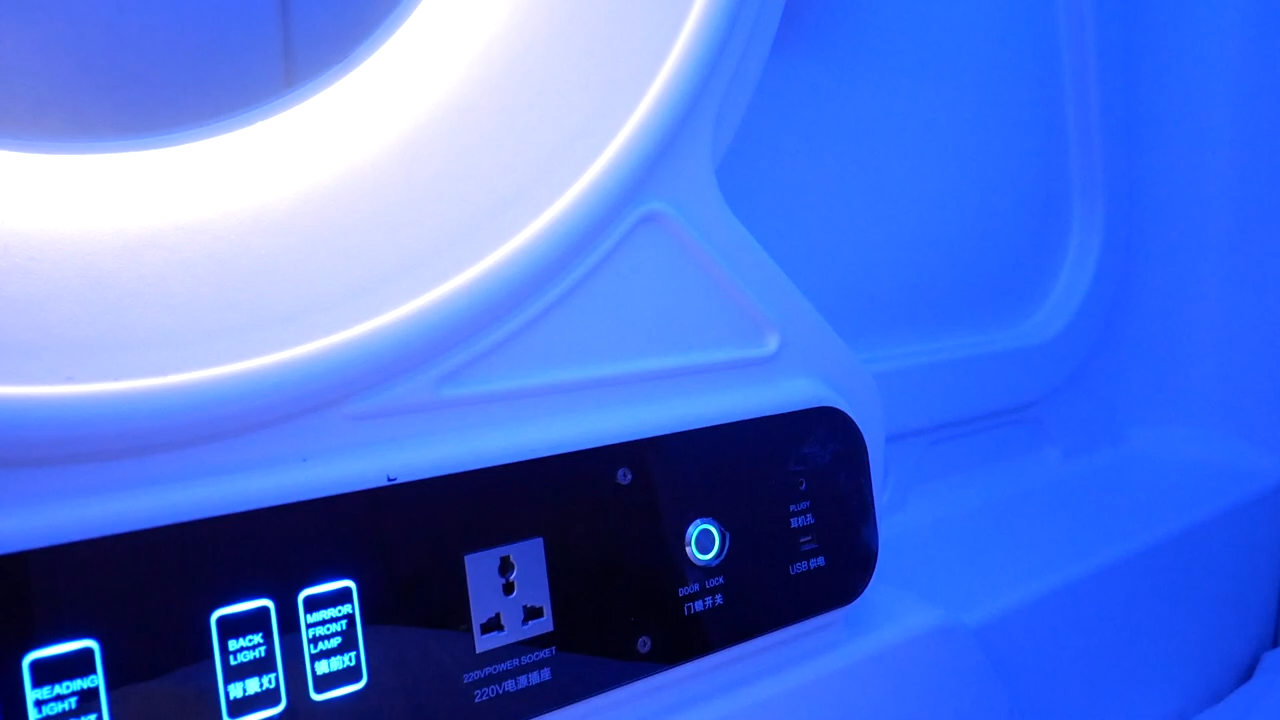 READING
LIGHT
BACK
LIGHT
背景灯
MIRROR
FRONT
LAMP
镜前灯
220VPOWER SOCKET
220V电源插座
DOOR LOCK
门锁开关
PLUGY
耳机孔
USB 供电